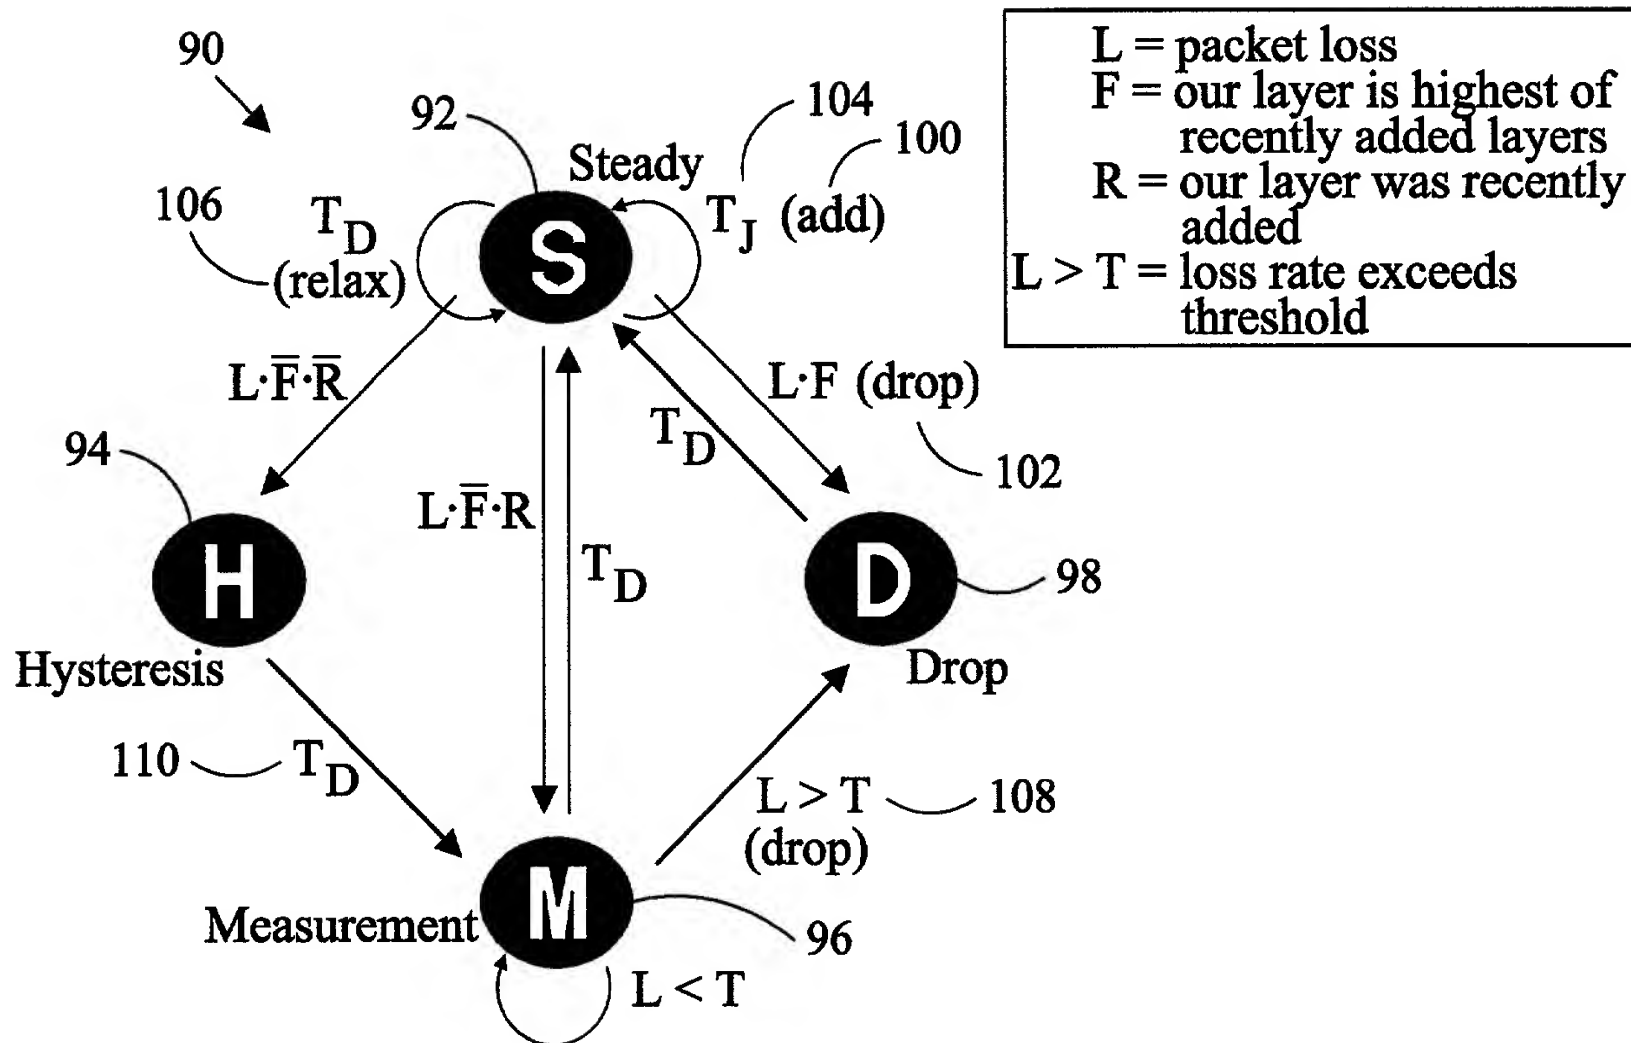 90
92
104
100
Steady
106
T_D
(relax)
S
T_J (add)
L = packet loss
F = our layer is highest of
recently added layers
R = our layer was recently
added
L > T = loss rate exceeds
threshold
L·F̅·R̅
L·F (drop)
T_D
102
94
L·F̅·R
T_D
H
D
98
Hysteresis
Drop
110
T_D
L > T
108
(drop)
M
Measurement
96
L < T